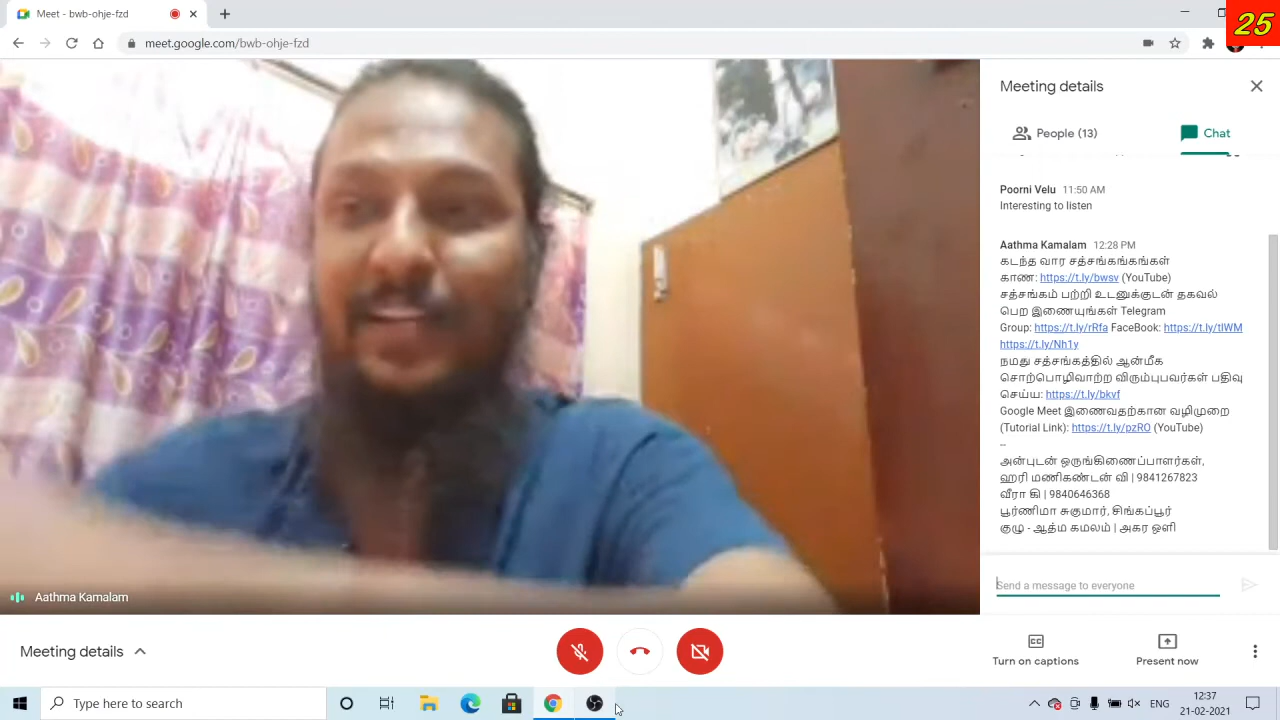 Meet - bwb-ohje-fzd
25
meet.google.com/bwb-ohje-fzd
Meeting details
People (13)
Chat
Poorni Velu 11:50 AM
Interesting to listen
Aathma Kamalam 12:28 PM
கடந்த வார சத்சங்கங்கங்கள்
காண: https://t.ly/bwsv (YouTube)
சத்சங்கம் பற்றி உடனுக்குடன் தகவல்
பெற இணையுங்கள் Telegram
Group: https://t.ly/rRfa FaceBook: https://t.ly/tlWM
https://t.ly/Nh1y
நமது சத்சங்கத்தில் ஆன்மீக
சொற்பொழிவாற்ற விரும்புபவர்கள் பதிவு
செய்ய: https://t.ly/bkvf
Google Meet இணைவதற்கான வழிமுறை
(Tutorial Link): https://t.ly/pzRO (YouTube)
--
அன்புடன் ஒருங்கிணைப்பாளர்கள்,
ஹரி மணிகண்டன் வி | 9841267823
வீரா கி | 9840646368
பூர்ணிமா சுகுமார், சிங்கப்பூர்
குழு - ஆத்ம கமலம் | அகர ஒளி
Send a message to everyone
Aathma Kamalam
Meeting details
Turn on captions
Present now
Type here to search
ENG
12:37
21-02-2021